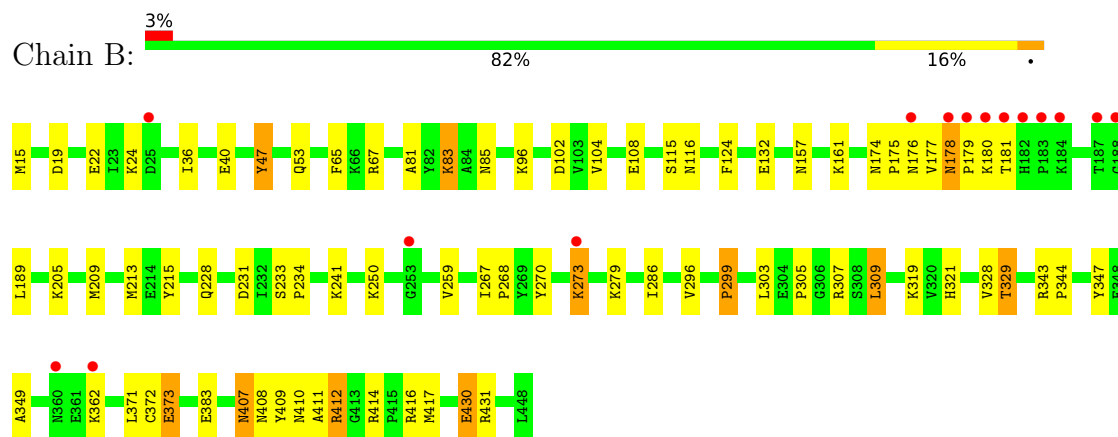 3%
Chain B:
82% 16% •
M15 D19 E22 I23 K24 D25 I36 E40 Y47 Q53 F65 K66 R67 A81 Y82 K83 A84 N85 K96 D102 V103 V104 E108 S115 N116 F124 E132 N157 K161 N174 P175 N176 V177 N178 P179 K180 T181 H182 P183 K184 T187 G188
L189 K205 M209 M213 E214 Y215 Q228 D231 I232 S233 P234 K241 K250 G253 V259 I267 P268 Y269 Y270 K273 K279 I286 V296 P299 L303 E304 P305 G306 R307 S308 L309 K319 V320 H321 V328 T329 R343 P344 Y347 E348
A349 N360 E361 K362 L371 C372 E373 E383 N407 N408 Y409 N410 A411 R412 G413 R414 P415 R416 M417 E430 R431 L448